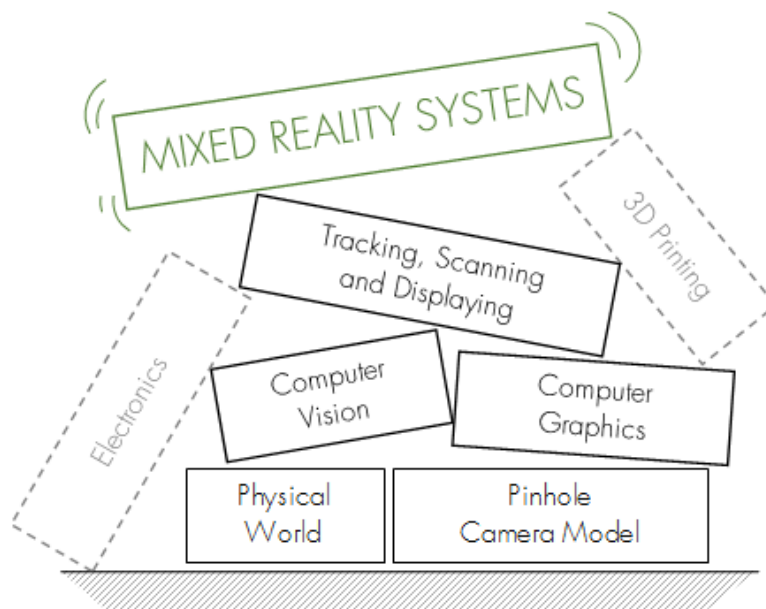 MIXED REALITY SYSTEMS
3D Printing
Tracking, Scanning
and Displaying
Electronics
Computer
Vision
Computer
Graphics
Physical
World
Pinhole
Camera Model